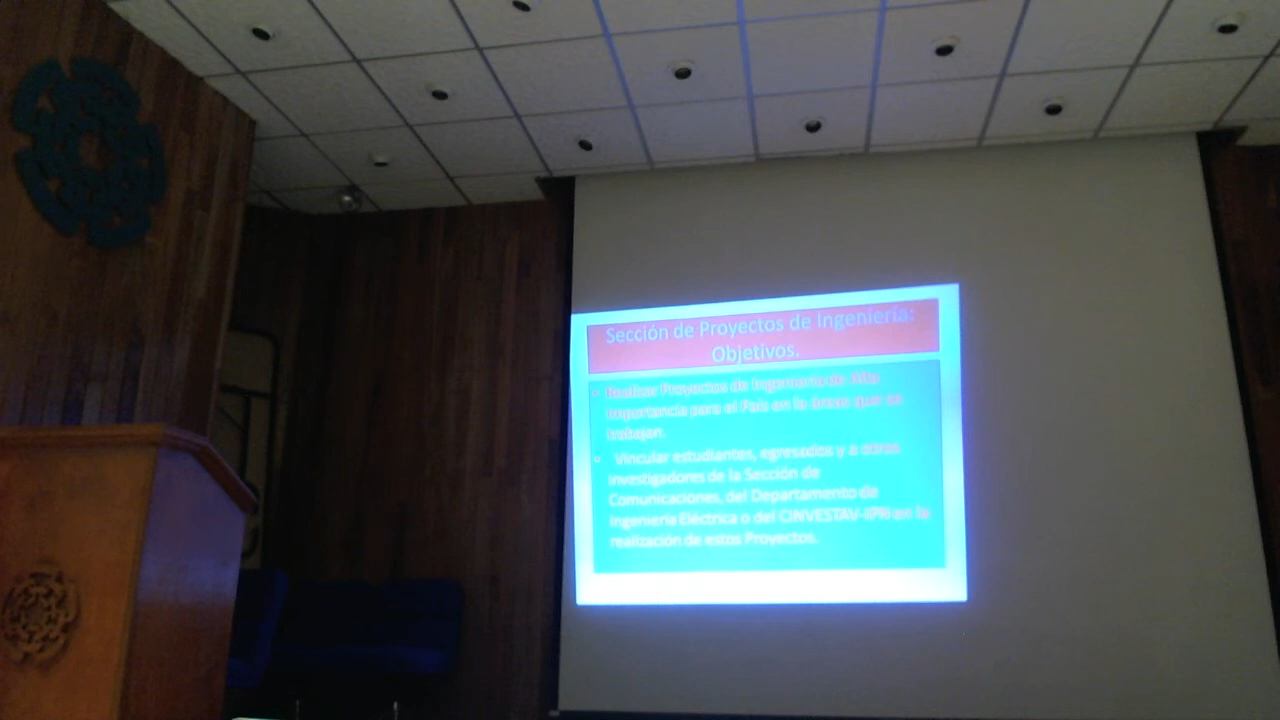 Sección de Proyectos de Ingeniería:
Objetivos.
Realizar Proyectos de Ingeniería de Alta
importancia para el País en la áreas que se
trabajan.
Vincular estudiantes, egresados y a otros
investigadores de la Sección de
Comunicaciones, del Departamento de
Ingeniería Eléctrica o del CINVESTAV-IPN en la
realización de estos Proyectos.